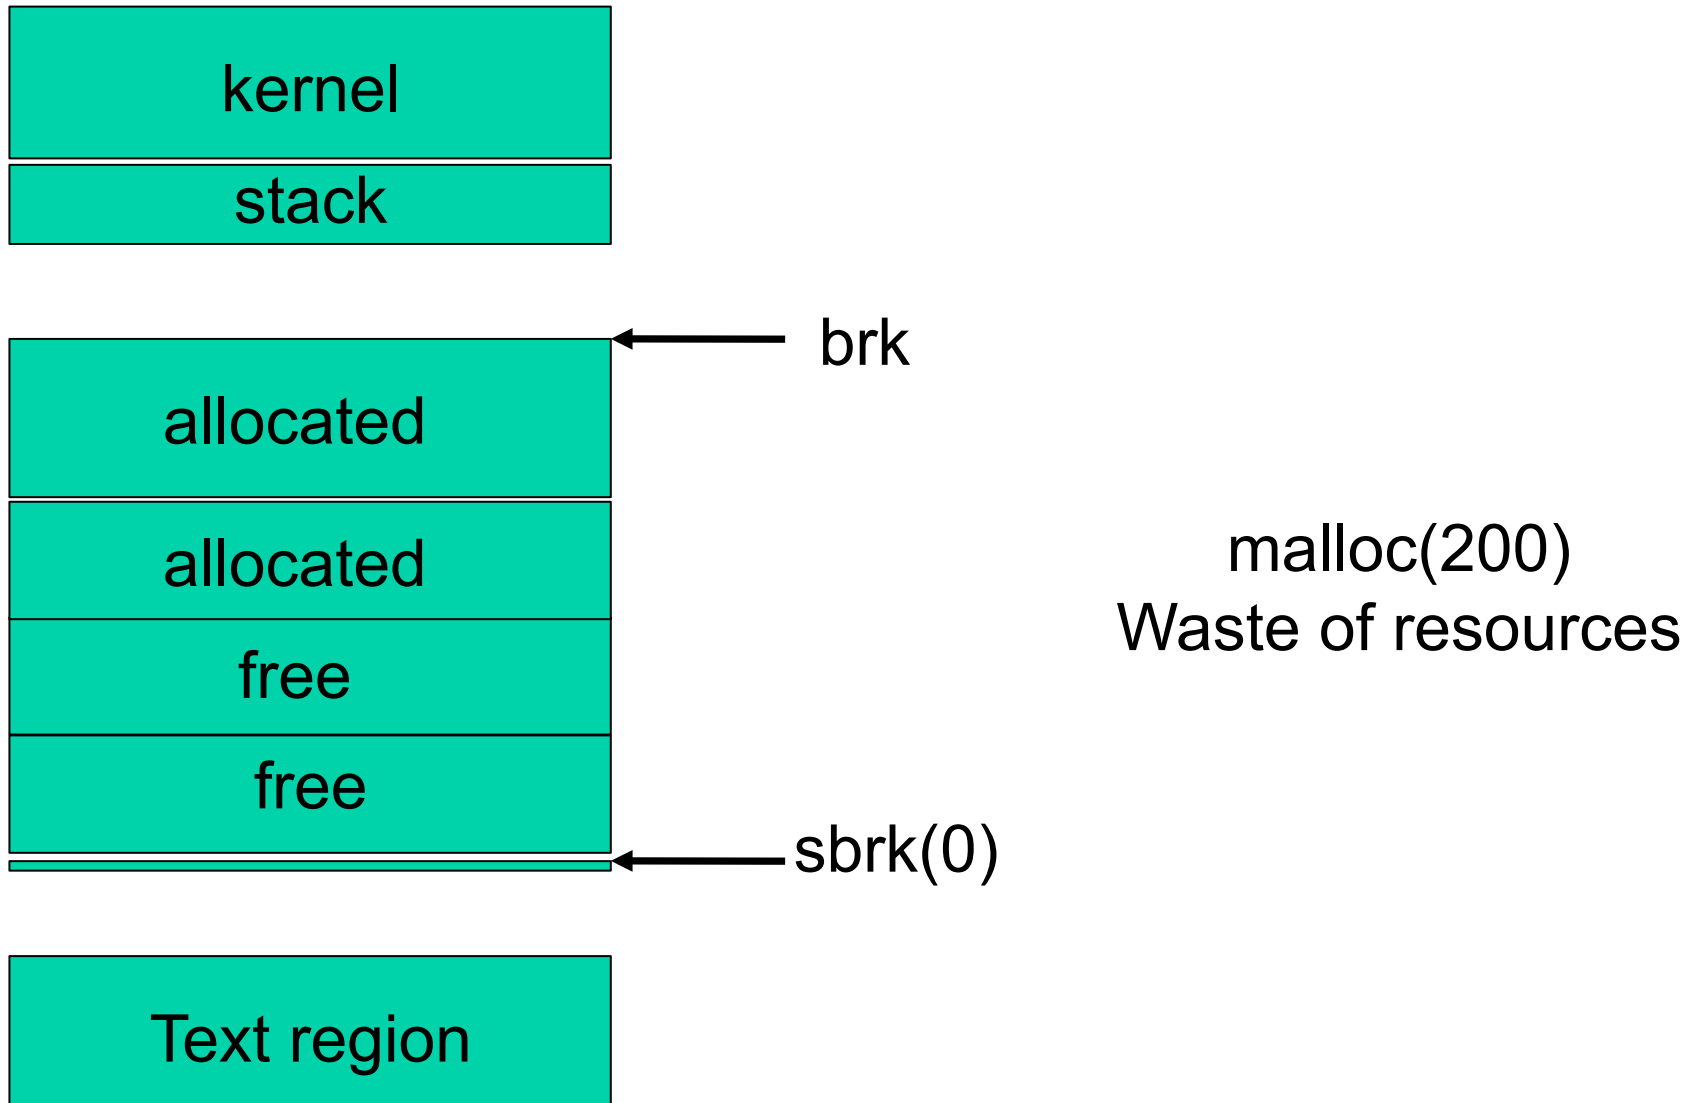 kernel
stack
brk
allocated
allocated
malloc(200)
Waste of resources
free
free
sbrk(0)
Text region